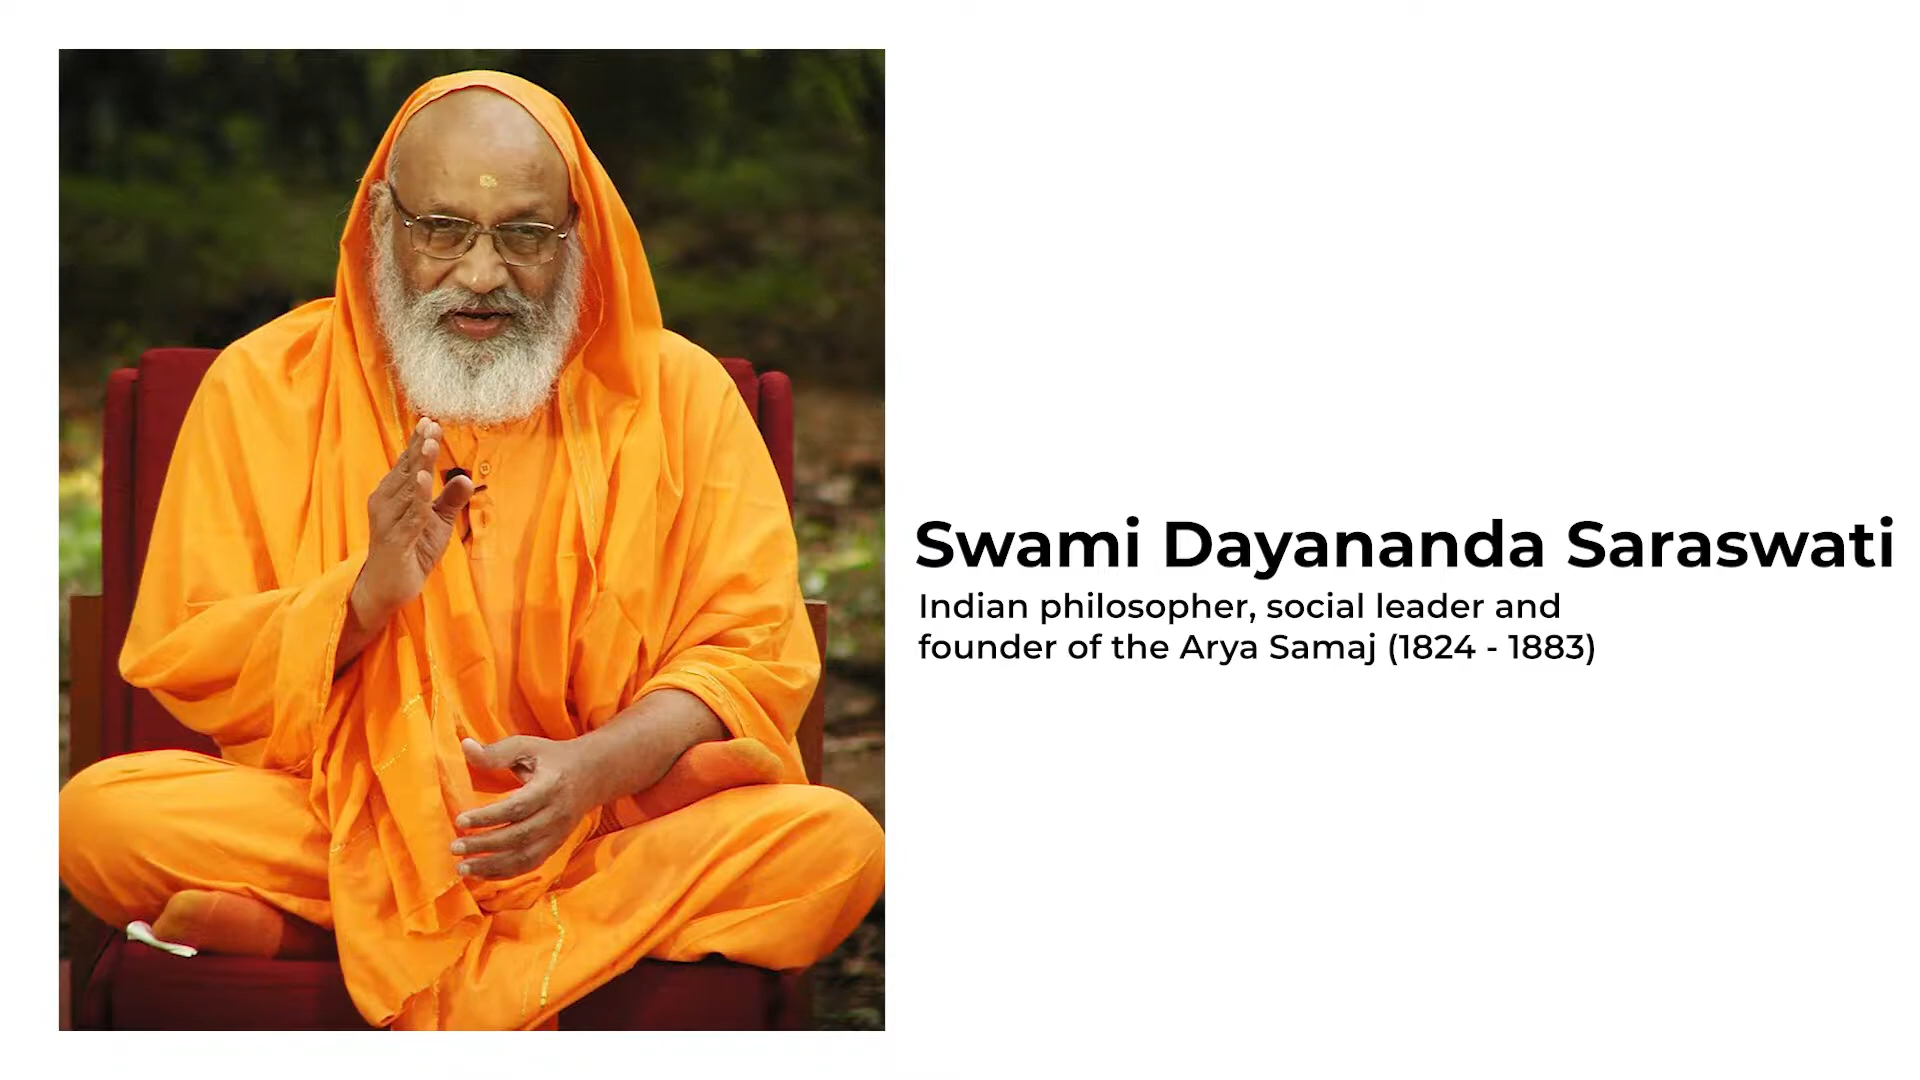 Swami Dayananda Saraswati
Indian philosopher, social leader and
founder of the Arya Samaj (1824 - 1883)